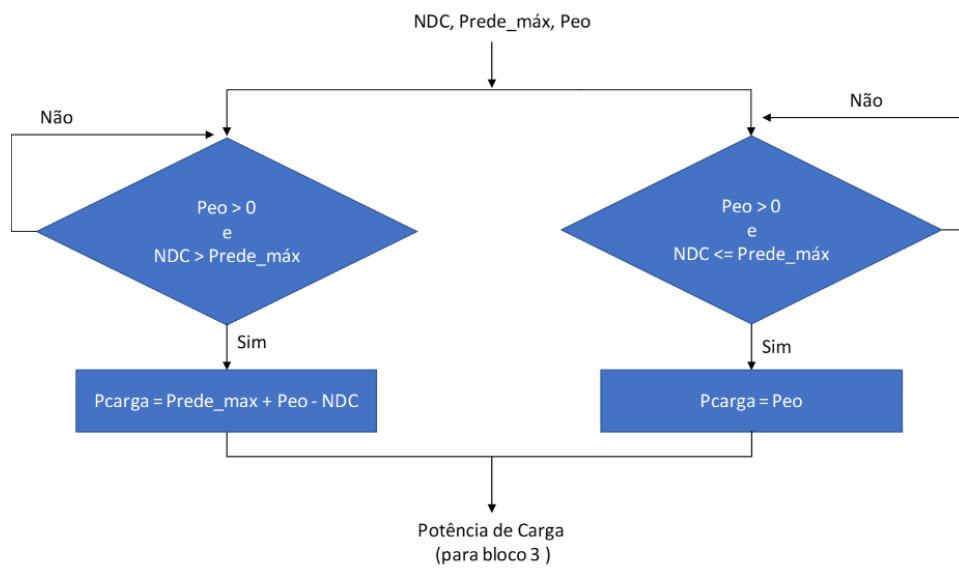 NDC, Prede_máx, Peo
Não
Não
Peo > 0
e
NDC > Prede_máx
Peo > 0
e
NDC <= Prede_máx
Sim
Sim
Pcarga = Prede_max + Peo - NDC
Pcarga = Peo
Potência de Carga
(para bloco 3 )